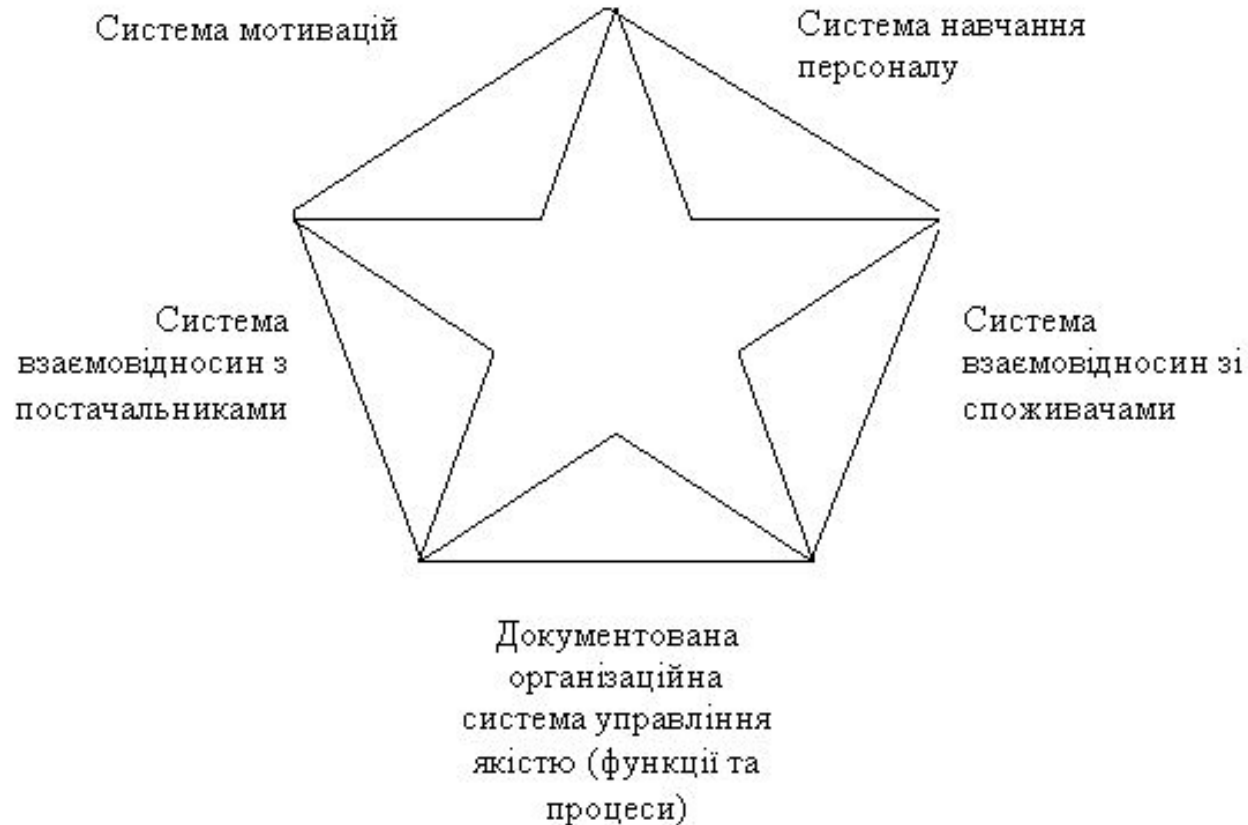 Система мотивацій
Система навчання
персоналу
Система
взаємовідносин з
постачальниками
Система
взаємовідносин зі
споживачами
Документована
організаційна
система управління
якістю (функції та
процеси)